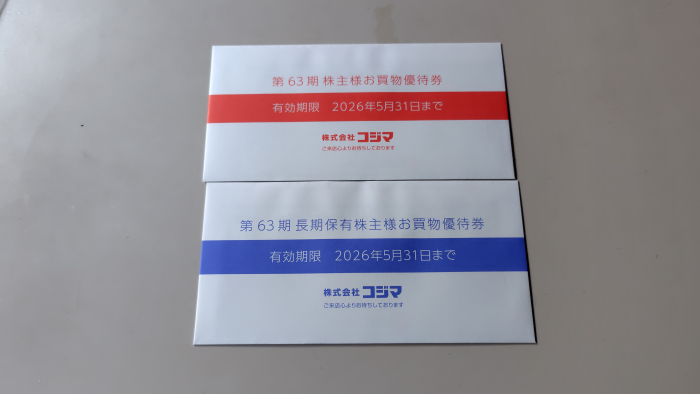 第63期 株主様お買物優待券
有効期限　2026年5月31日まで
株式会社 コジマ
ご来店心よりお待ちしております
第63期 長期保有株主様お買物優待券
有効期限　2026年5月31日まで
株式会社 コジマ
ご来店心よりお待ちしております